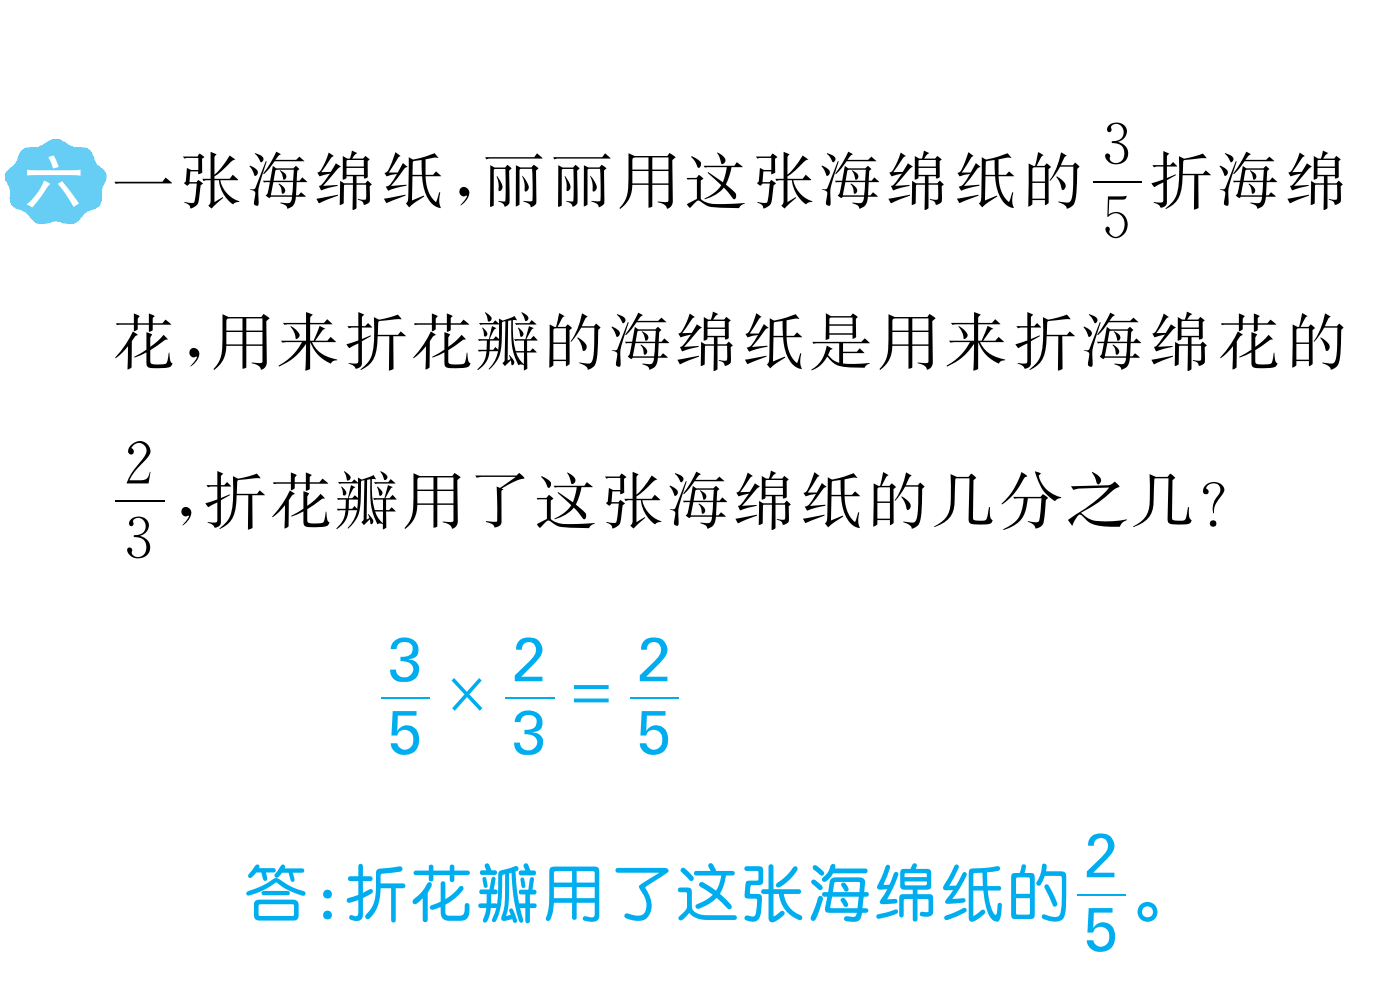 六 一张海绵纸,丽丽用这张海绵纸的3/5折海绵
花,用来折花瓣的海绵纸是用来折海绵花的
2/3,折花瓣用了这张海绵纸的几分之几?
3/5×2/3=2/5
答:折花瓣用了这张海绵纸的2/5。